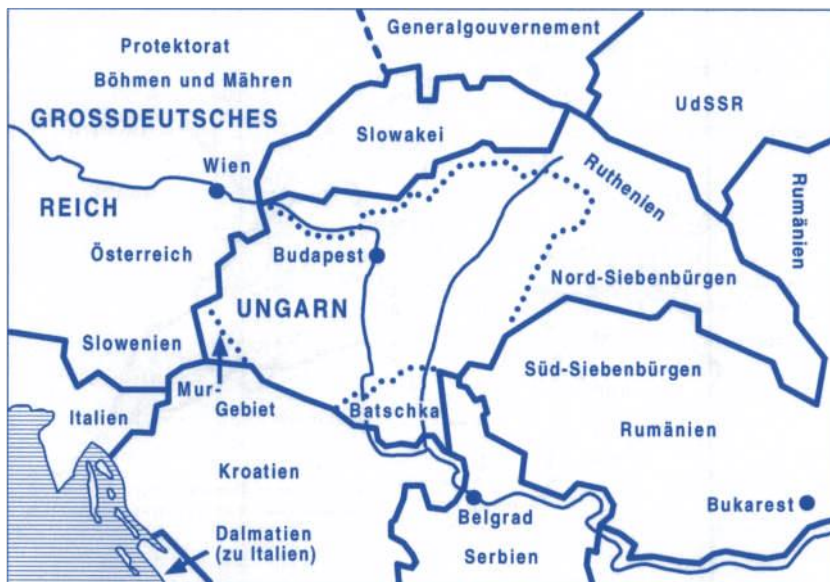 Protektorat
Böhmen und Mähren
GROSSDEUTSCHES
REICH
Generalgouvernement
UdSSR
Slowakei
Wien
Ruthenien
Rumänien
Österreich
Budapest
UNGARN
Nord-Siebenbürgen
Slowenien
Süd-Siebenbürgen
Italien
Mur-
Gebiet
Batschka
Rumänien
Kroatien
Belgrad
Bukarest
Dalmatien
(zu Italien)
Serbien